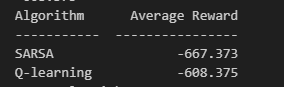 Algorithm Average Reward
----------- ----------------
SARSA -667.373
Q-learning -608.375